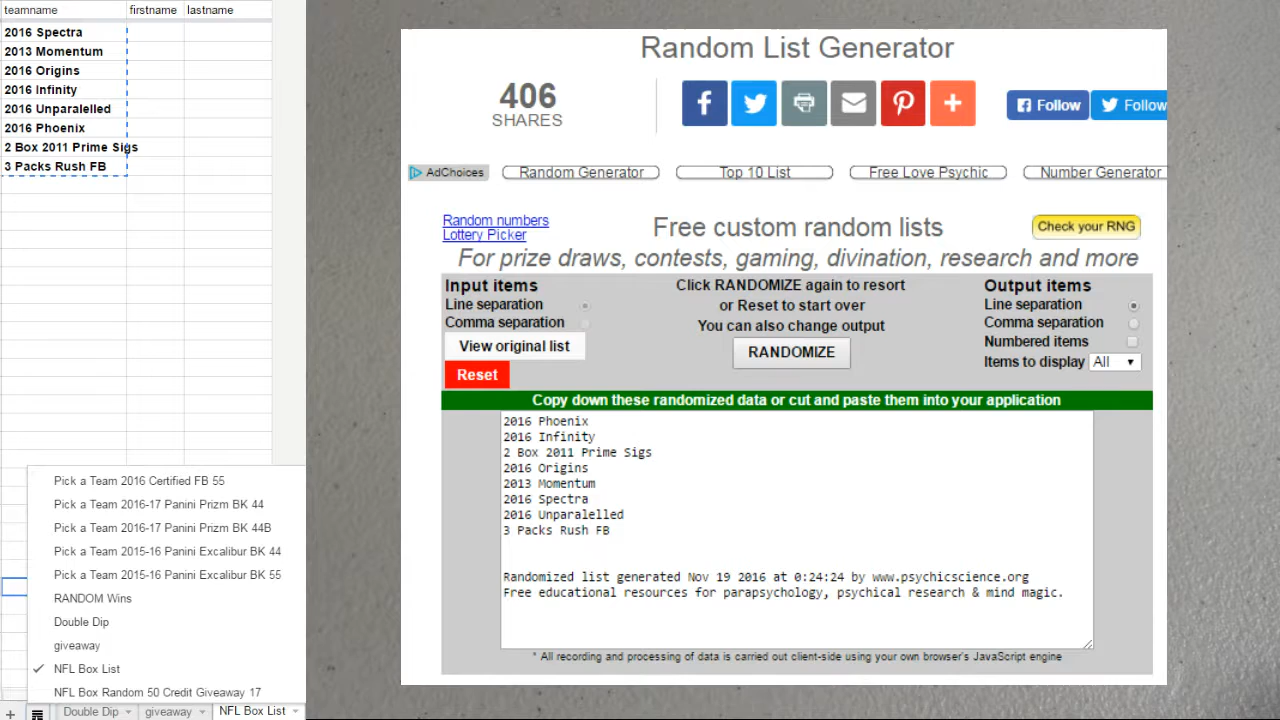 teamname firstname lastname
2016 Spectra
2013 Momentum
2016 Origins
2016 Infinity
2016 Unparalelled
2016 Phoenix
2 Box 2011 Prime Sigs
3 Packs Rush FB
Pick a Team 2016 Certified FB 55
Pick a Team 2016-17 Panini Prizm BK 44
Pick a Team 2016-17 Panini Prizm BK 44B
Pick a Team 2015-16 Panini Excalibur BK 44
Pick a Team 2015-16 Panini Excalibur BK 55
RANDOM Wins
Double Dip
giveaway
NFL Box List
NFL Box Random 50 Credit Giveaway 17
Double Dip giveaway NFL Box List
Random List Generator
406
SHARES
Follow Follow
AdChoices Random Generator Top 10 List Free Love Psychic Number Generator
Random numbers
Lottery Picker
Free custom random lists
Check your RNG
For prize draws, contests, gaming, divination, research and more
Input items
Line separation
Comma separation
View original list
Reset
Click RANDOMIZE again to resort
or Reset to start over
You can also change output
RANDOMIZE
Output items
Line separation
Comma separation
Numbered items
Items to display All
Copy down these randomized data or cut and paste them into your application
2016 Phoenix
2016 Infinity
2 Box 2011 Prime Sigs
2016 Origins
2013 Momentum
2016 Spectra
2016 Unparalelled
3 Packs Rush FB
Randomized list generated Nov 19 2016 at 0:24:24 by www.psychicscience.org
Free educational resources for parapsychology, psychical research & mind magic.
* All recording and processing of data is carried out client-side using your own browser's JavaScript engine